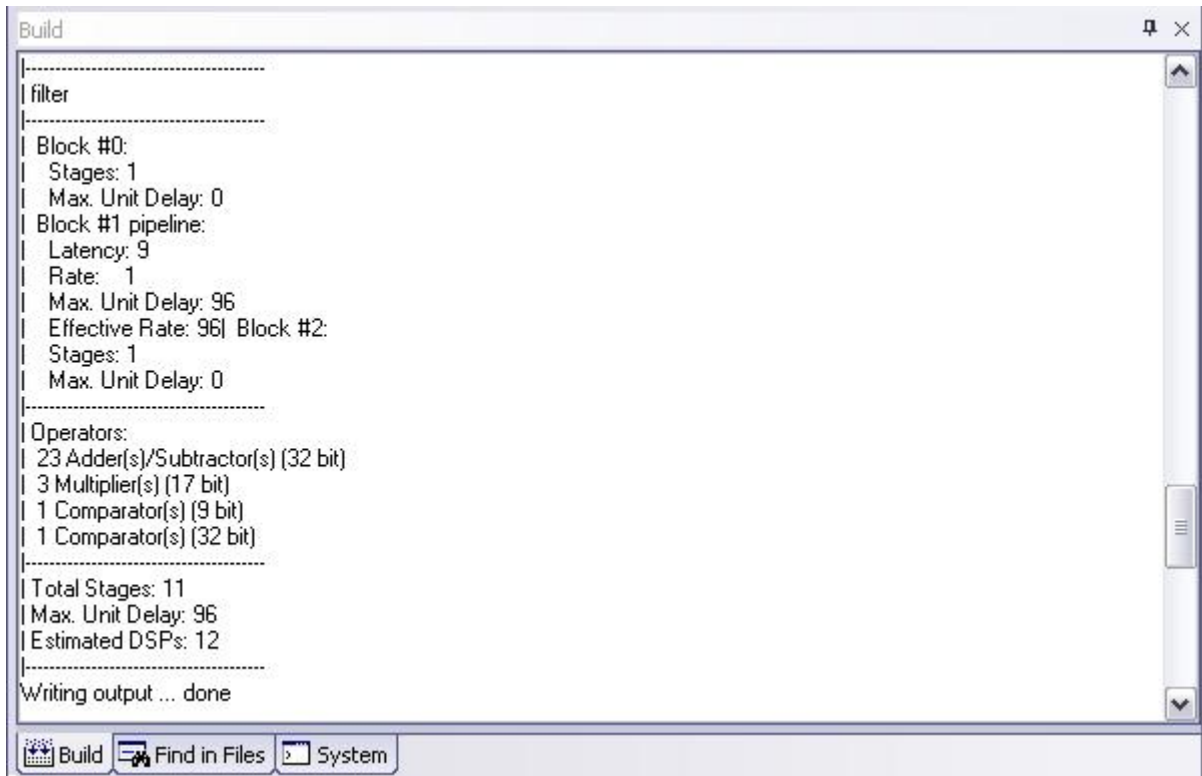 Build
|----------------------------------------
| filter
|----------------------------------------
|  Block #0:
|    Stages: 1
|    Max. Unit Delay: 0
|  Block #1 pipeline:
|    Latency: 9
|    Rate:    1
|    Max. Unit Delay: 96
|    Effective Rate: 96|  Block #2:
|    Stages: 1
|    Max. Unit Delay: 0
|----------------------------------------
| Operators:
|  23 Adder(s)/Subtractor(s) (32 bit)
|  3 Multiplier(s) (17 bit)
|  1 Comparator(s) (9 bit)
|  1 Comparator(s) (32 bit)
|----------------------------------------
| Total Stages: 11
| Max. Unit Delay: 96
| Estimated DSPs: 12
|----------------------------------------
Writing output ... done
Build Find in Files System